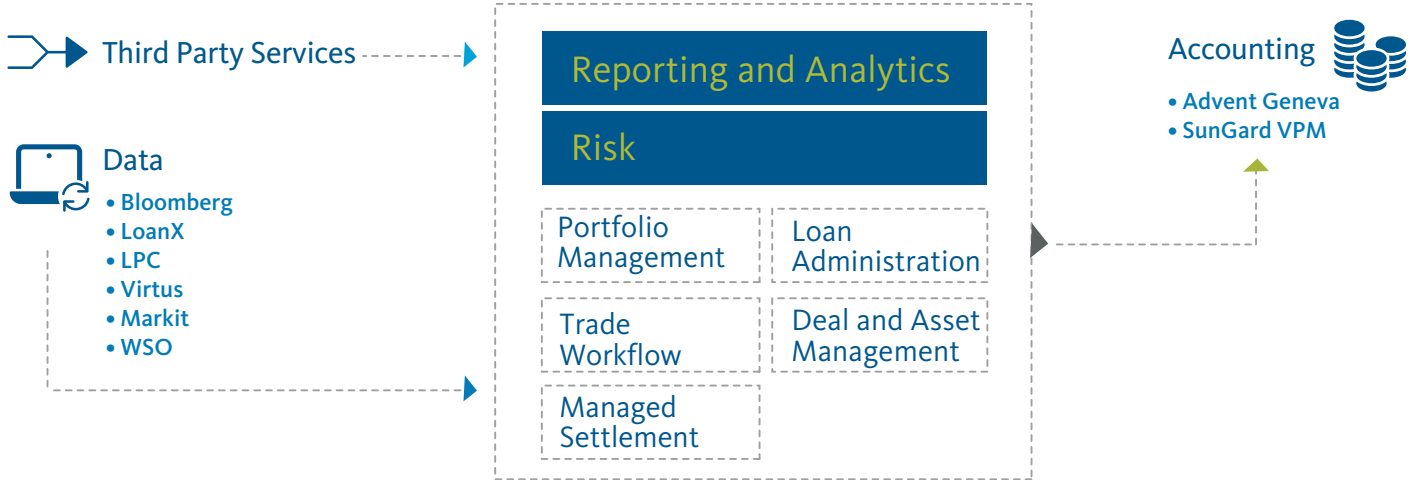 Third Party Services
Data
• Bloomberg
• LoanX
• LPC
• Virtus
• Markit
• WSO
Reporting and Analytics
Risk
Portfolio
Management
Loan
Administration
Trade
Workflow
Deal and Asset
Management
Managed
Settlement
Accounting
• Advent Geneva
• SunGard VPM